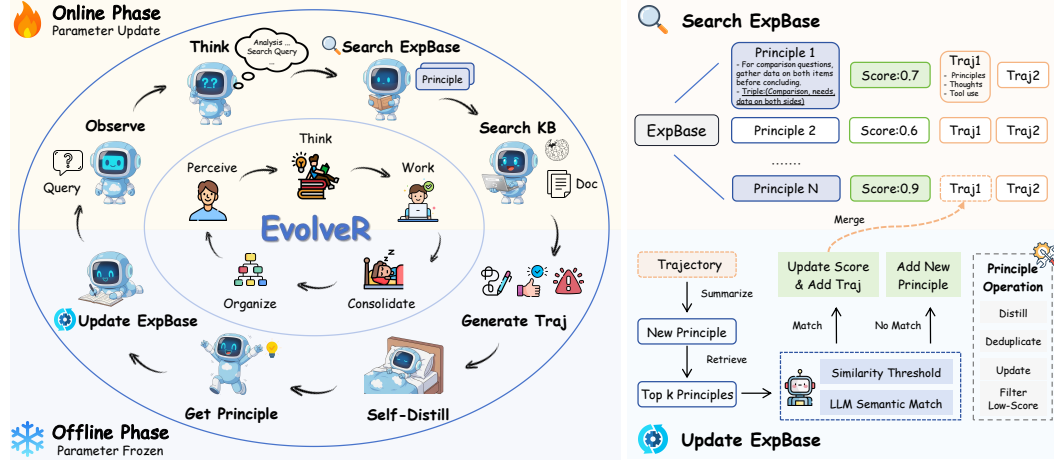 Online Phase
Parameter Update
Think
Analysis ...
Search Query
...
Search ExpBase
Principle
Observe
?
Query
??
Search KB
Doc
Think
Perceive
Work
EvolveR
Organize
Consolidate
Z
Z
Update ExpBase
Generate Traj
Get Principle
Self-Distill
Offline Phase
Parameter Frozen
Search ExpBase
ExpBase
Principle 1
- For comparison questions,
gather data on both items
before concluding.
- Triple:(Comparison, needs,
data on both sides)
Score:0.7
Traj1
- Principles
- Thoughts
- Tool use
Traj2
Principle 2
Score:0.6
Traj1
Traj2
.......
Principle N
Score:0.9
Traj1
Traj2
Merge
Trajectory
Summarize
New Principle
Retrieve
Top k Principles
Update Score
& Add Traj
Add New
Principle
Match
No Match
Similarity Threshold
LLM Semantic Match
Principle
Operation
Distill
Deduplicate
Update
Filter
Low-Score
Update ExpBase